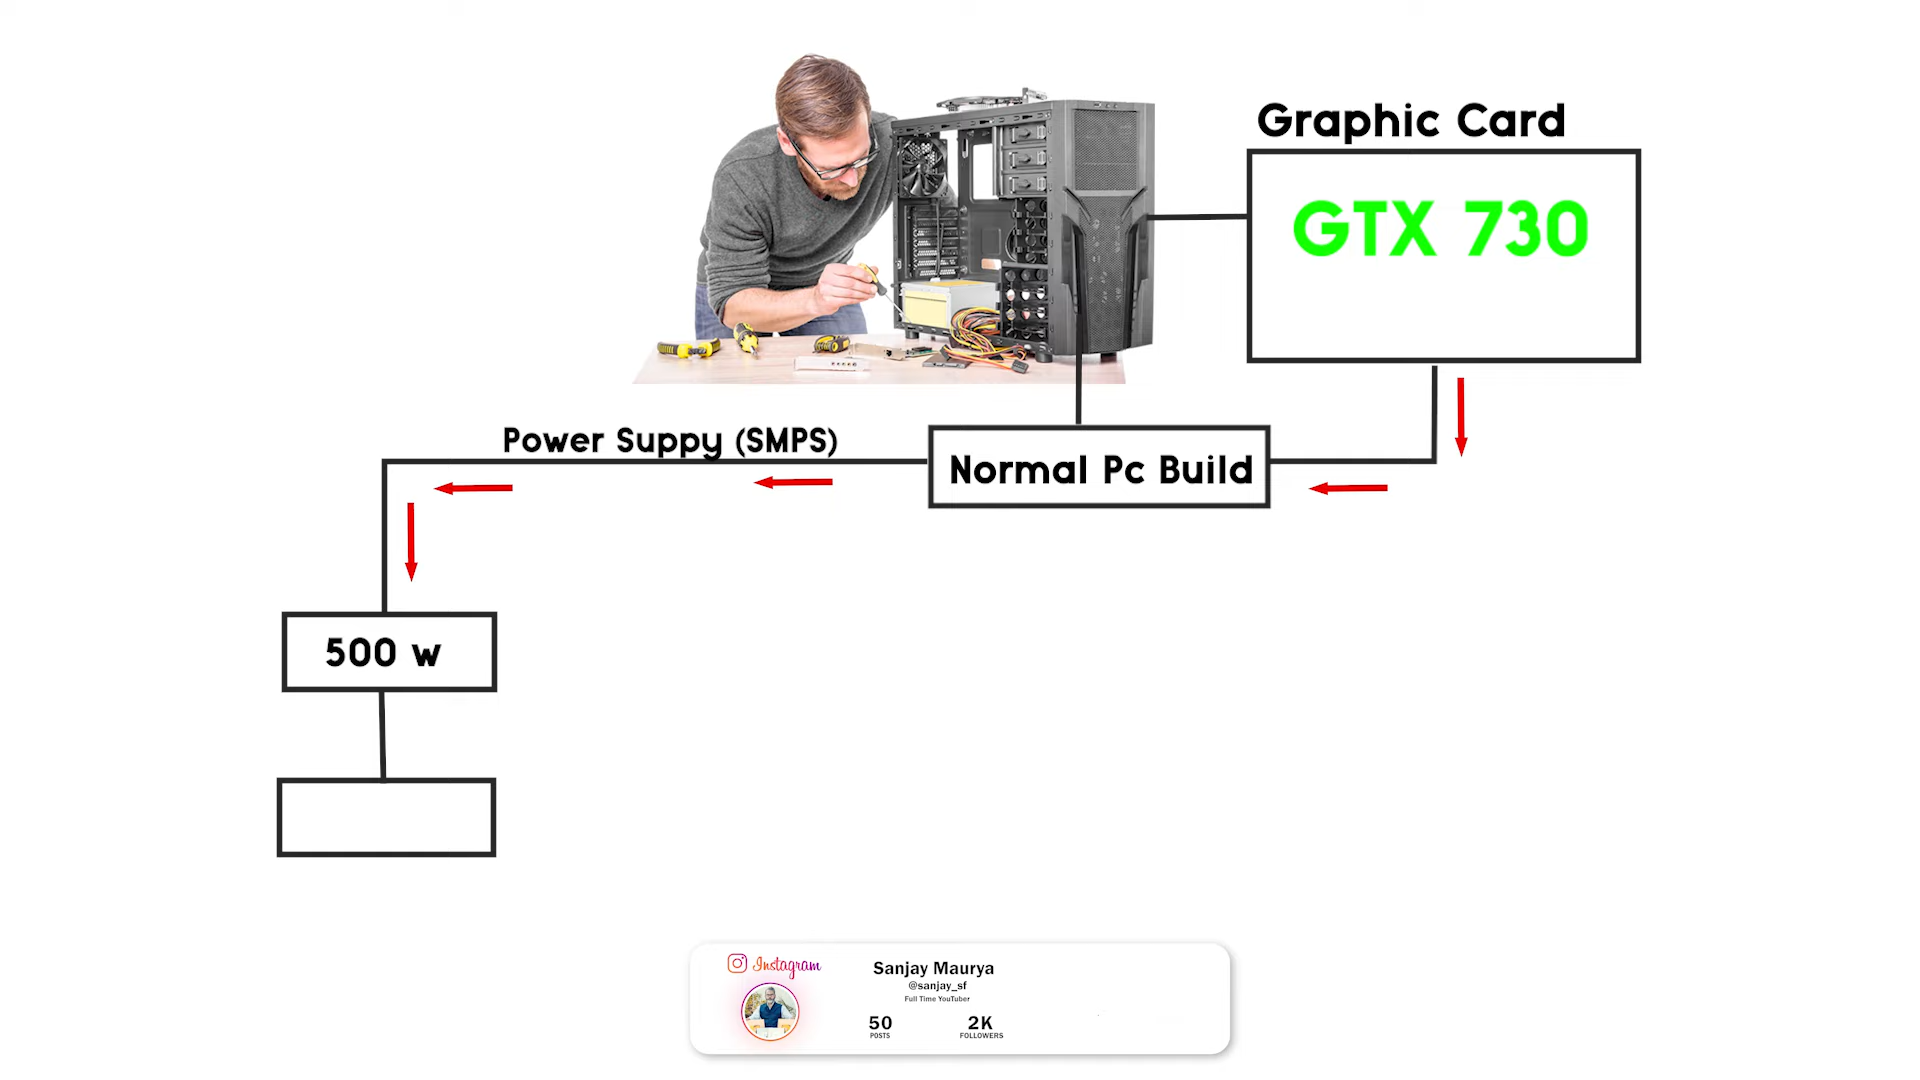 Graphic Card
GTX 730
Power Suppy (SMPS)
Normal Pc Build
500 w
Instagram
Sanjay Maurya
@sanjay_sf
Full Time YouTuber
50
POSTS
2K
FOLLOWERS